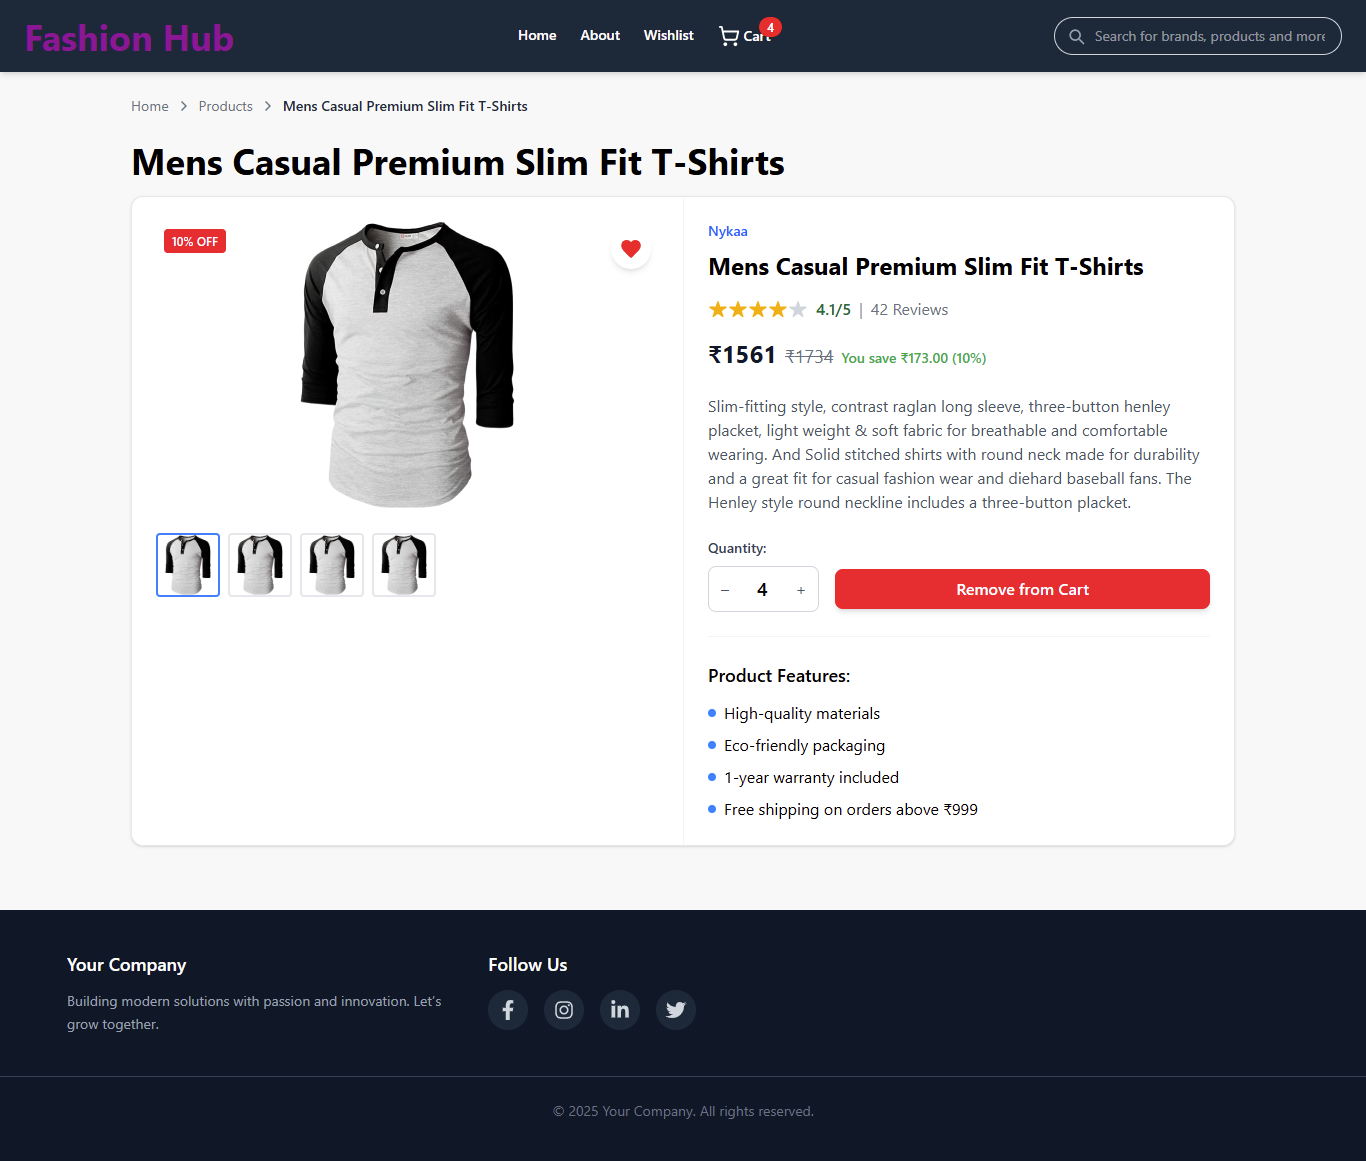 Fashion Hub
Home
About
Wishlist
Cart
4
Search for brands, products and more
Home
Products
Mens Casual Premium Slim Fit T-Shirts
Mens Casual Premium Slim Fit T-Shirts
10% OFF
Nykaa
Mens Casual Premium Slim Fit T-Shirts
4.1/5 | 42 Reviews
₹1561 ₹1734 You save ₹173.00 (10%)
Slim-fitting style, contrast raglan long sleeve, three-button henley
placket, light weight & soft fabric for breathable and comfortable
wearing. And Solid stitched shirts with round neck made for durability
and a great fit for casual fashion wear and diehard baseball fans. The
Henley style round neckline includes a three-button placket.
Quantity:
− 4 +
Remove from Cart
Product Features:
High-quality materials
Eco-friendly packaging
1-year warranty included
Free shipping on orders above ₹999
Your Company
Building modern solutions with passion and innovation. Let's
grow together.
Follow Us
© 2025 Your Company. All rights reserved.